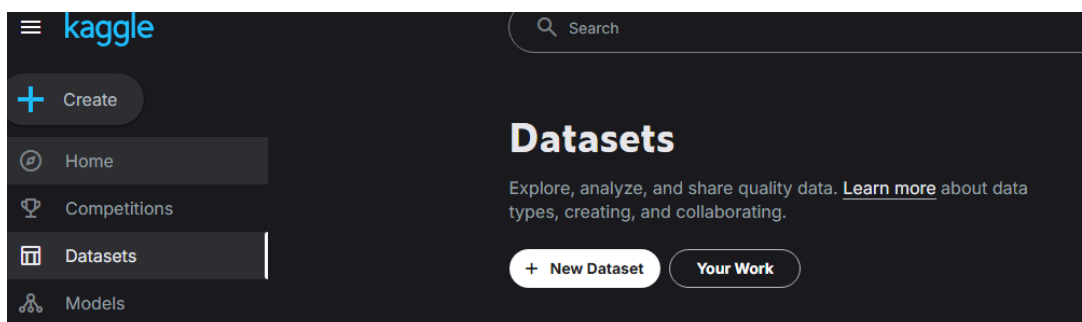 kaggle
Search
Create
Home
Competitions
Datasets
Models
Datasets
Explore, analyze, and share quality data. Learn more about data
types, creating, and collaborating.
+ New Dataset
Your Work